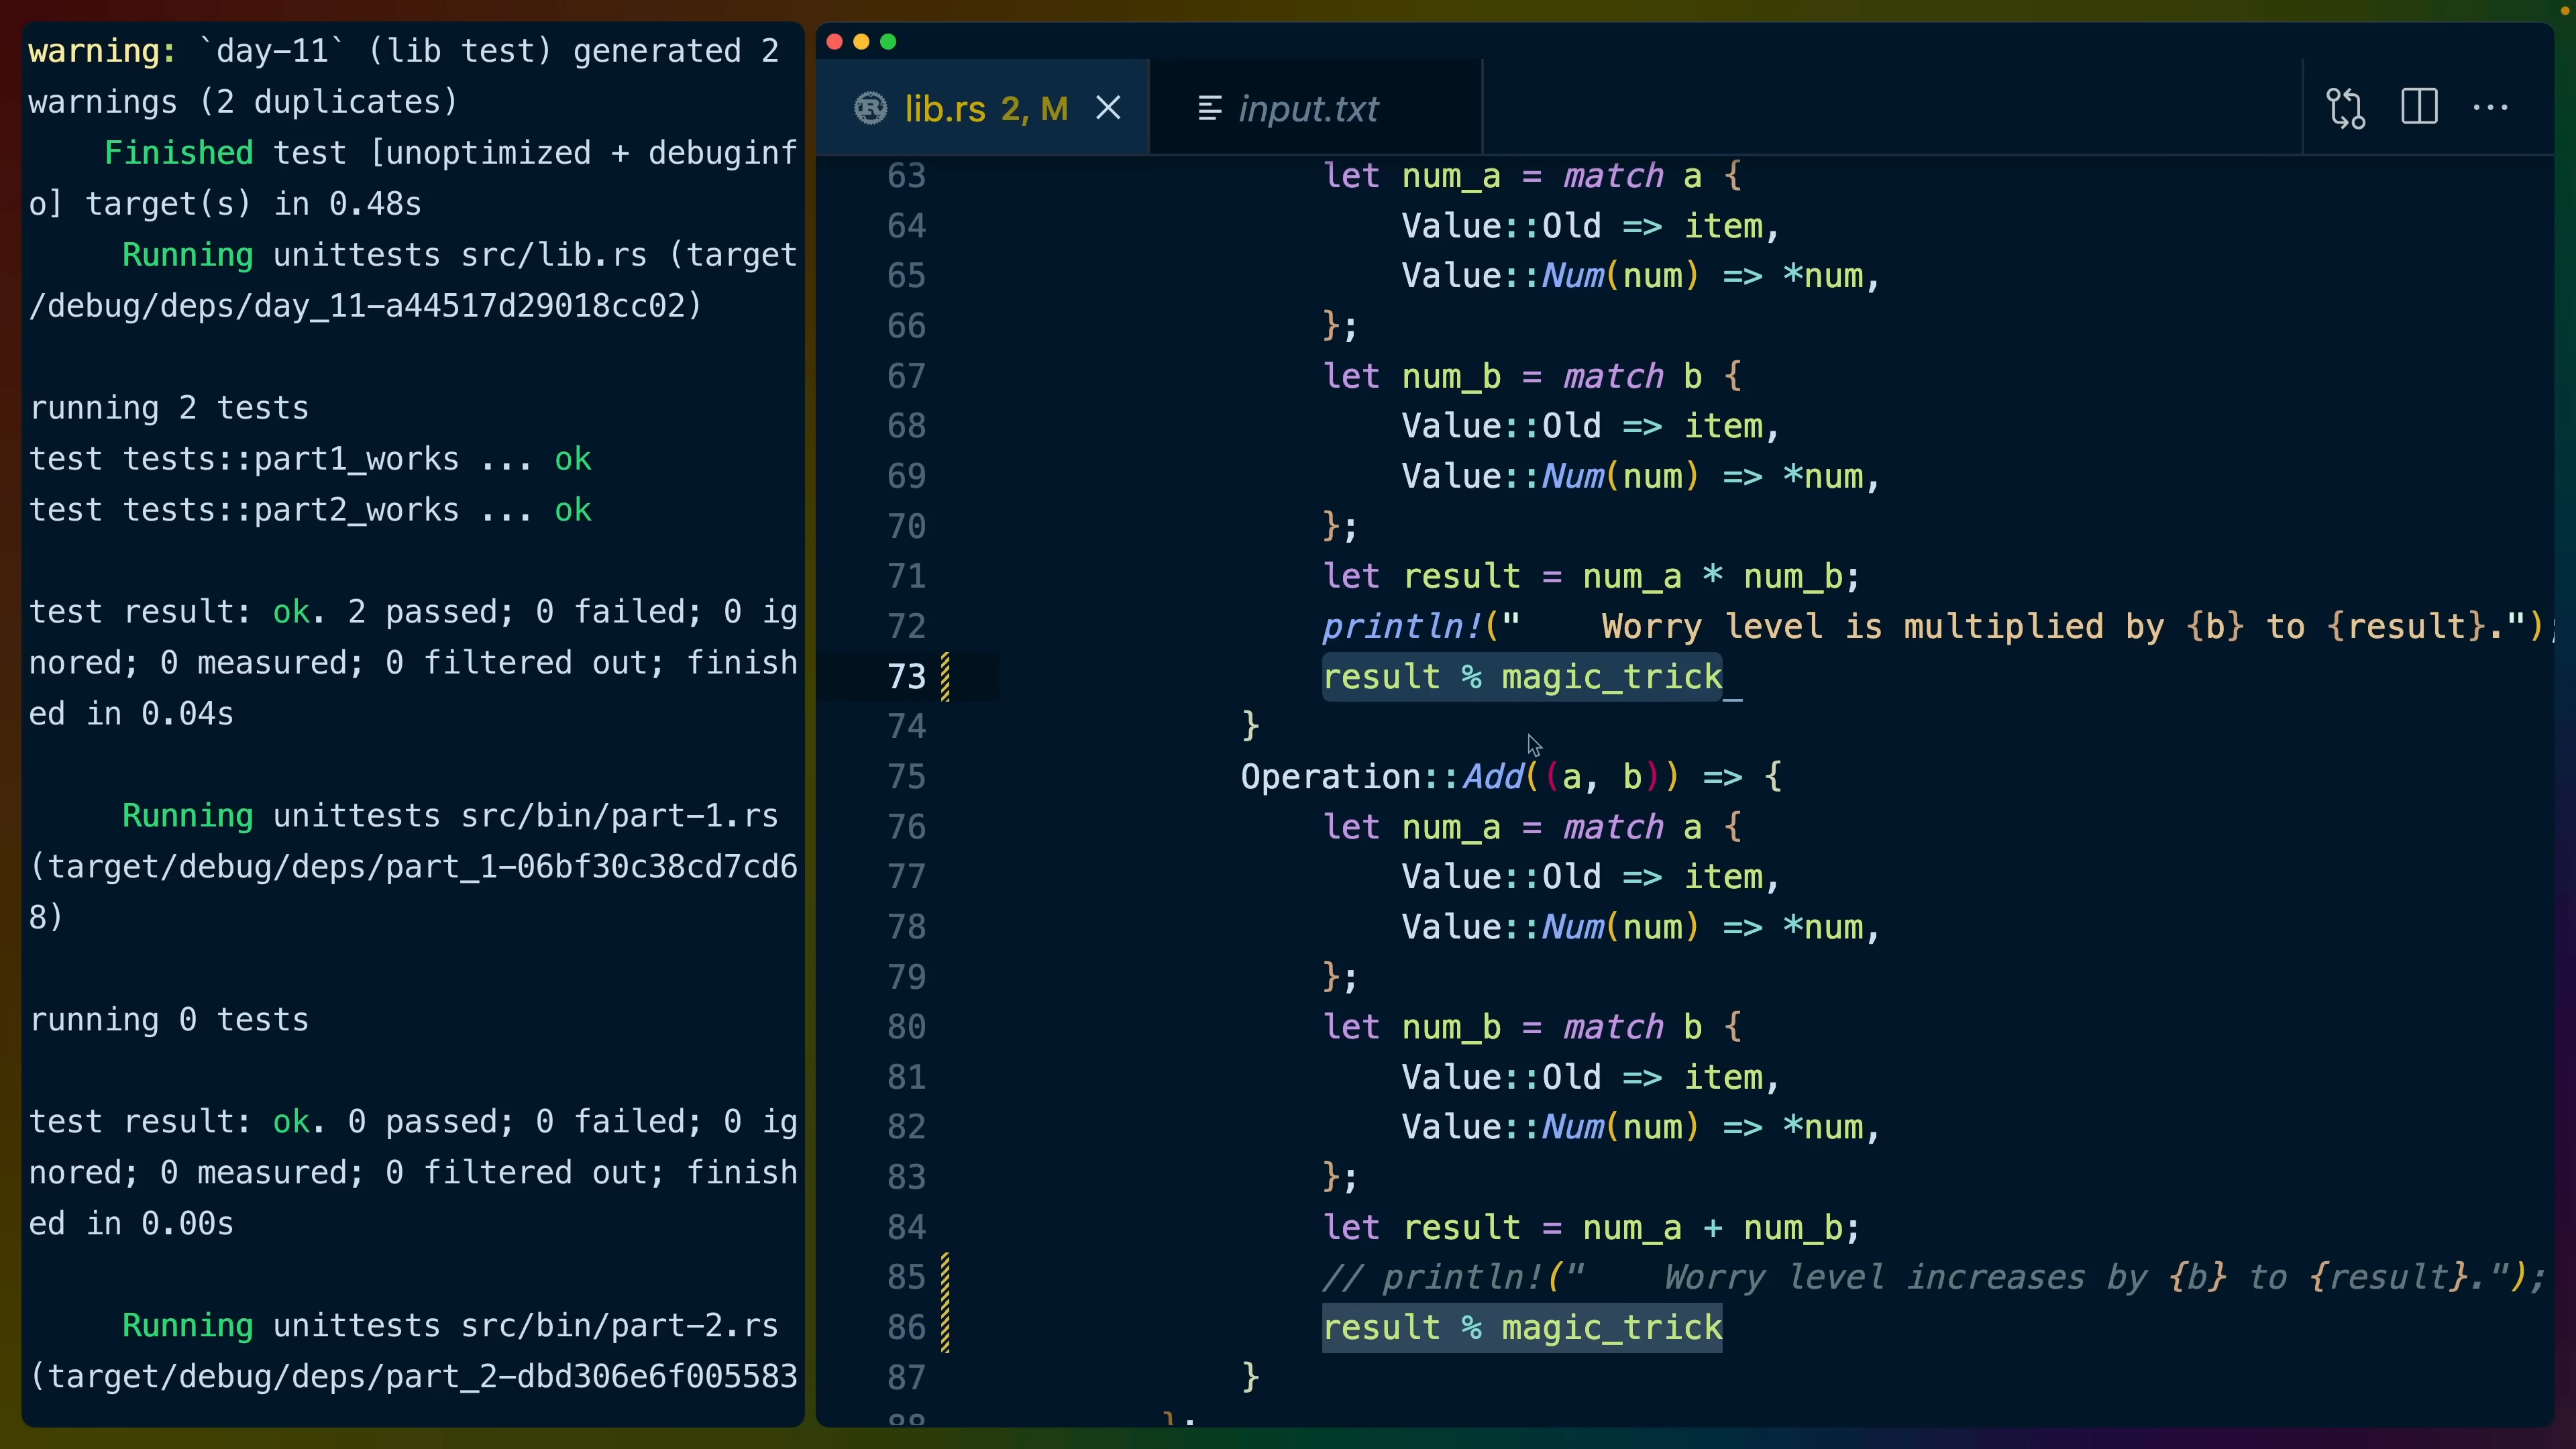 warning: `day-11` (lib test) generated 2
warnings (2 duplicates)
Finished test [unoptimized + debuginf
o] target(s) in 0.48s
Running unittests src/lib.rs (target
/debug/deps/day_11-a44517d29018cc02)
running 2 tests
test tests::part1_works ... ok
test tests::part2_works ... ok
test result: ok. 2 passed; 0 failed; 0 ig
nored; 0 measured; 0 filtered out; finish
ed in 0.04s
Running unittests src/bin/part-1.rs
(target/debug/deps/part_1-06bf30c38cd7cd6
8)
running 0 tests
test result: ok. 0 passed; 0 failed; 0 ig
nored; 0 measured; 0 filtered out; finish
ed in 0.00s
Running unittests src/bin/part-2.rs
(target/debug/deps/part_2-dbd306e6f005583
lib.rs 2, M
input.txt
63 let num_a = match a {
64 Value::Old => item,
65 Value::Num(num) => *num,
66 };
67 let num_b = match b {
68 Value::Old => item,
69 Value::Num(num) => *num,
70 };
71 let result = num_a * num_b;
72 println!("    Worry level is multiplied by {b} to {result}.");
73 result % magic_trick
74 }
75 Operation::Add((a, b)) => {
76 let num_a = match a {
77 Value::Old => item,
78 Value::Num(num) => *num,
79 };
80 let num_b = match b {
81 Value::Old => item,
82 Value::Num(num) => *num,
83 };
84 let result = num_a + num_b;
85 // println!("    Worry level increases by {b} to {result}.");
86 result % magic_trick
87 }
88 };